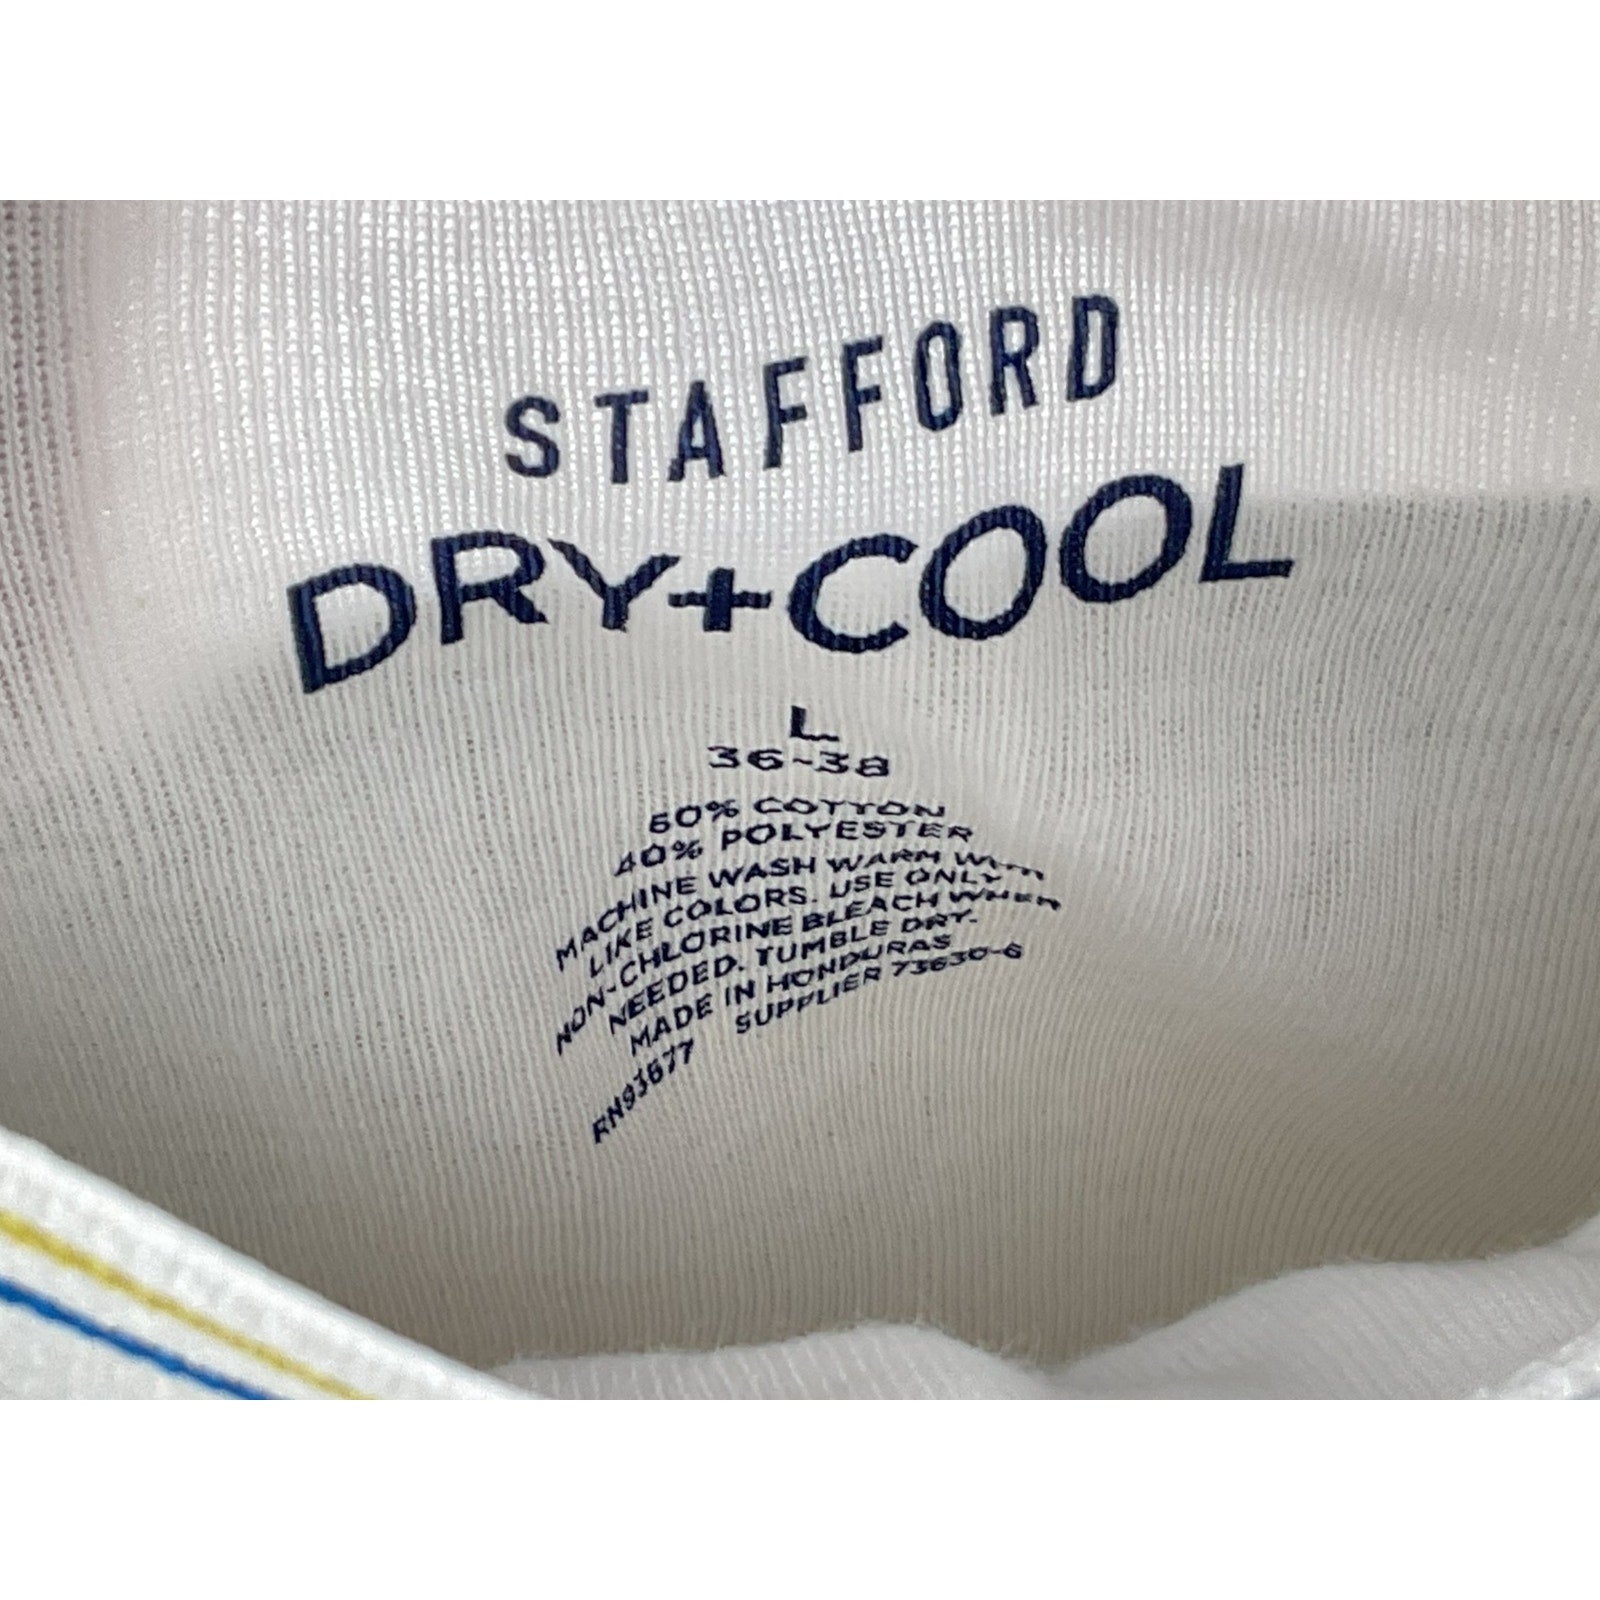 STAFFORD
DRY+COOL
L
36-38
60% COTTON
40% POLYESTER
MACHINE WASH WARM WITH
LIKE COLORS. USE ONLY
NON-CHLORINE BLEACH WHEN
NEEDED. TUMBLE DRY.
MADE IN HONDURAS
RN93677 SUPPLIER 73630-6